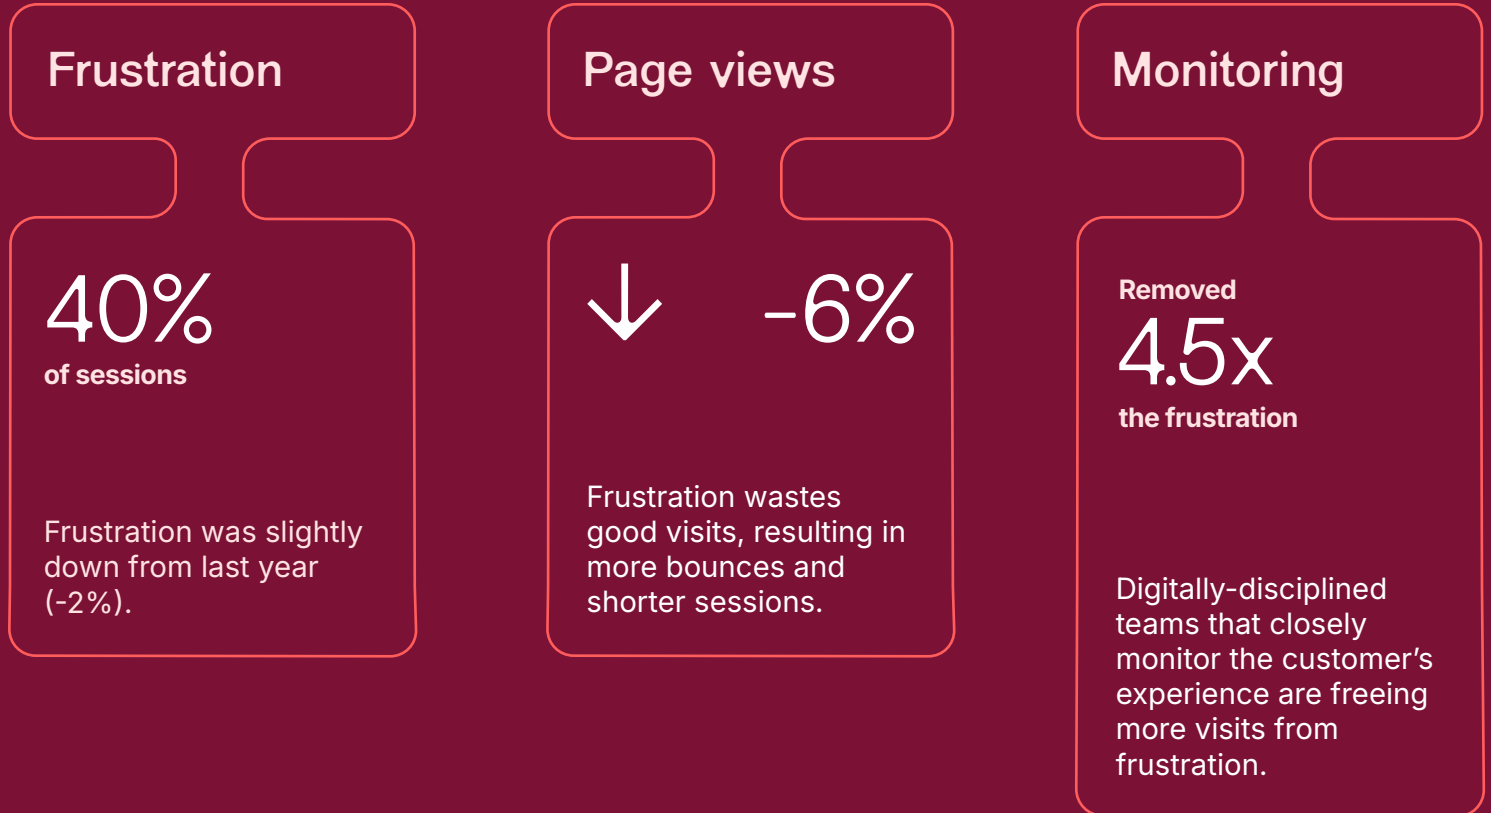 Frustration
40%
of sessions
Frustration was slightly
down from last year
(-2%).
Page views
↓ -6%
Frustration wastes
good visits, resulting in
more bounces and
shorter sessions.
Monitoring
Removed
4.5x
the frustration
Digitally-disciplined
teams that closely
monitor the customer’s
experience are freeing
more visits from
frustration.